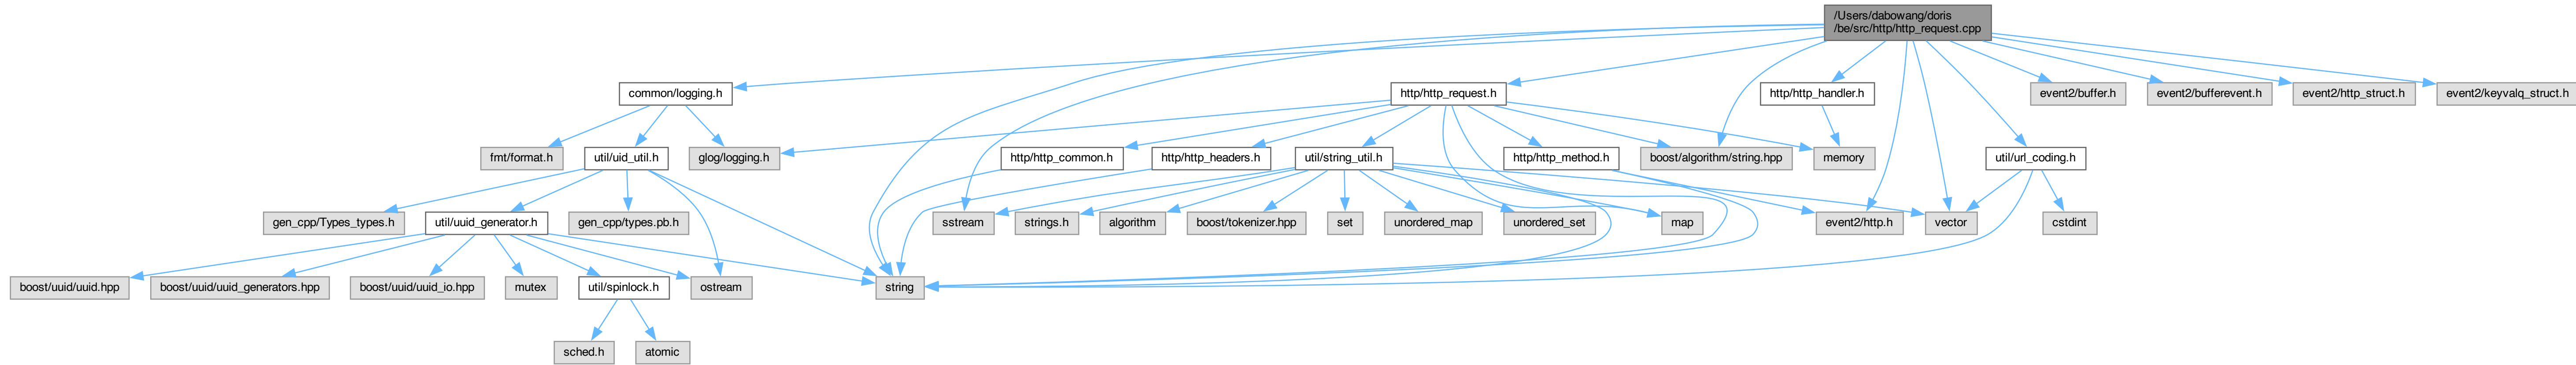 /Users/dabowang/doris
/be/src/http/http_request.cpp
common/logging.h
http/http_request.h
http/http_handler.h
event2/buffer.h
event2/bufferevent.h
event2/http_struct.h
event2/keyvalq_struct.h
fmt/format.h
util/uid_util.h
glog/logging.h
http/http_common.h
http/http_headers.h
util/string_util.h
http/http_method.h
boost/algorithm/string.hpp
memory
util/url_coding.h
gen_cpp/Types_types.h
util/uuid_generator.h
gen_cpp/types.pb.h
sstream
strings.h
algorithm
boost/tokenizer.hpp
set
unordered_map
unordered_set
map
event2/http.h
vector
cstdint
boost/uuid/uuid.hpp
boost/uuid/uuid_generators.hpp
boost/uuid/uuid_io.hpp
mutex
util/spinlock.h
ostream
string
sched.h
atomic